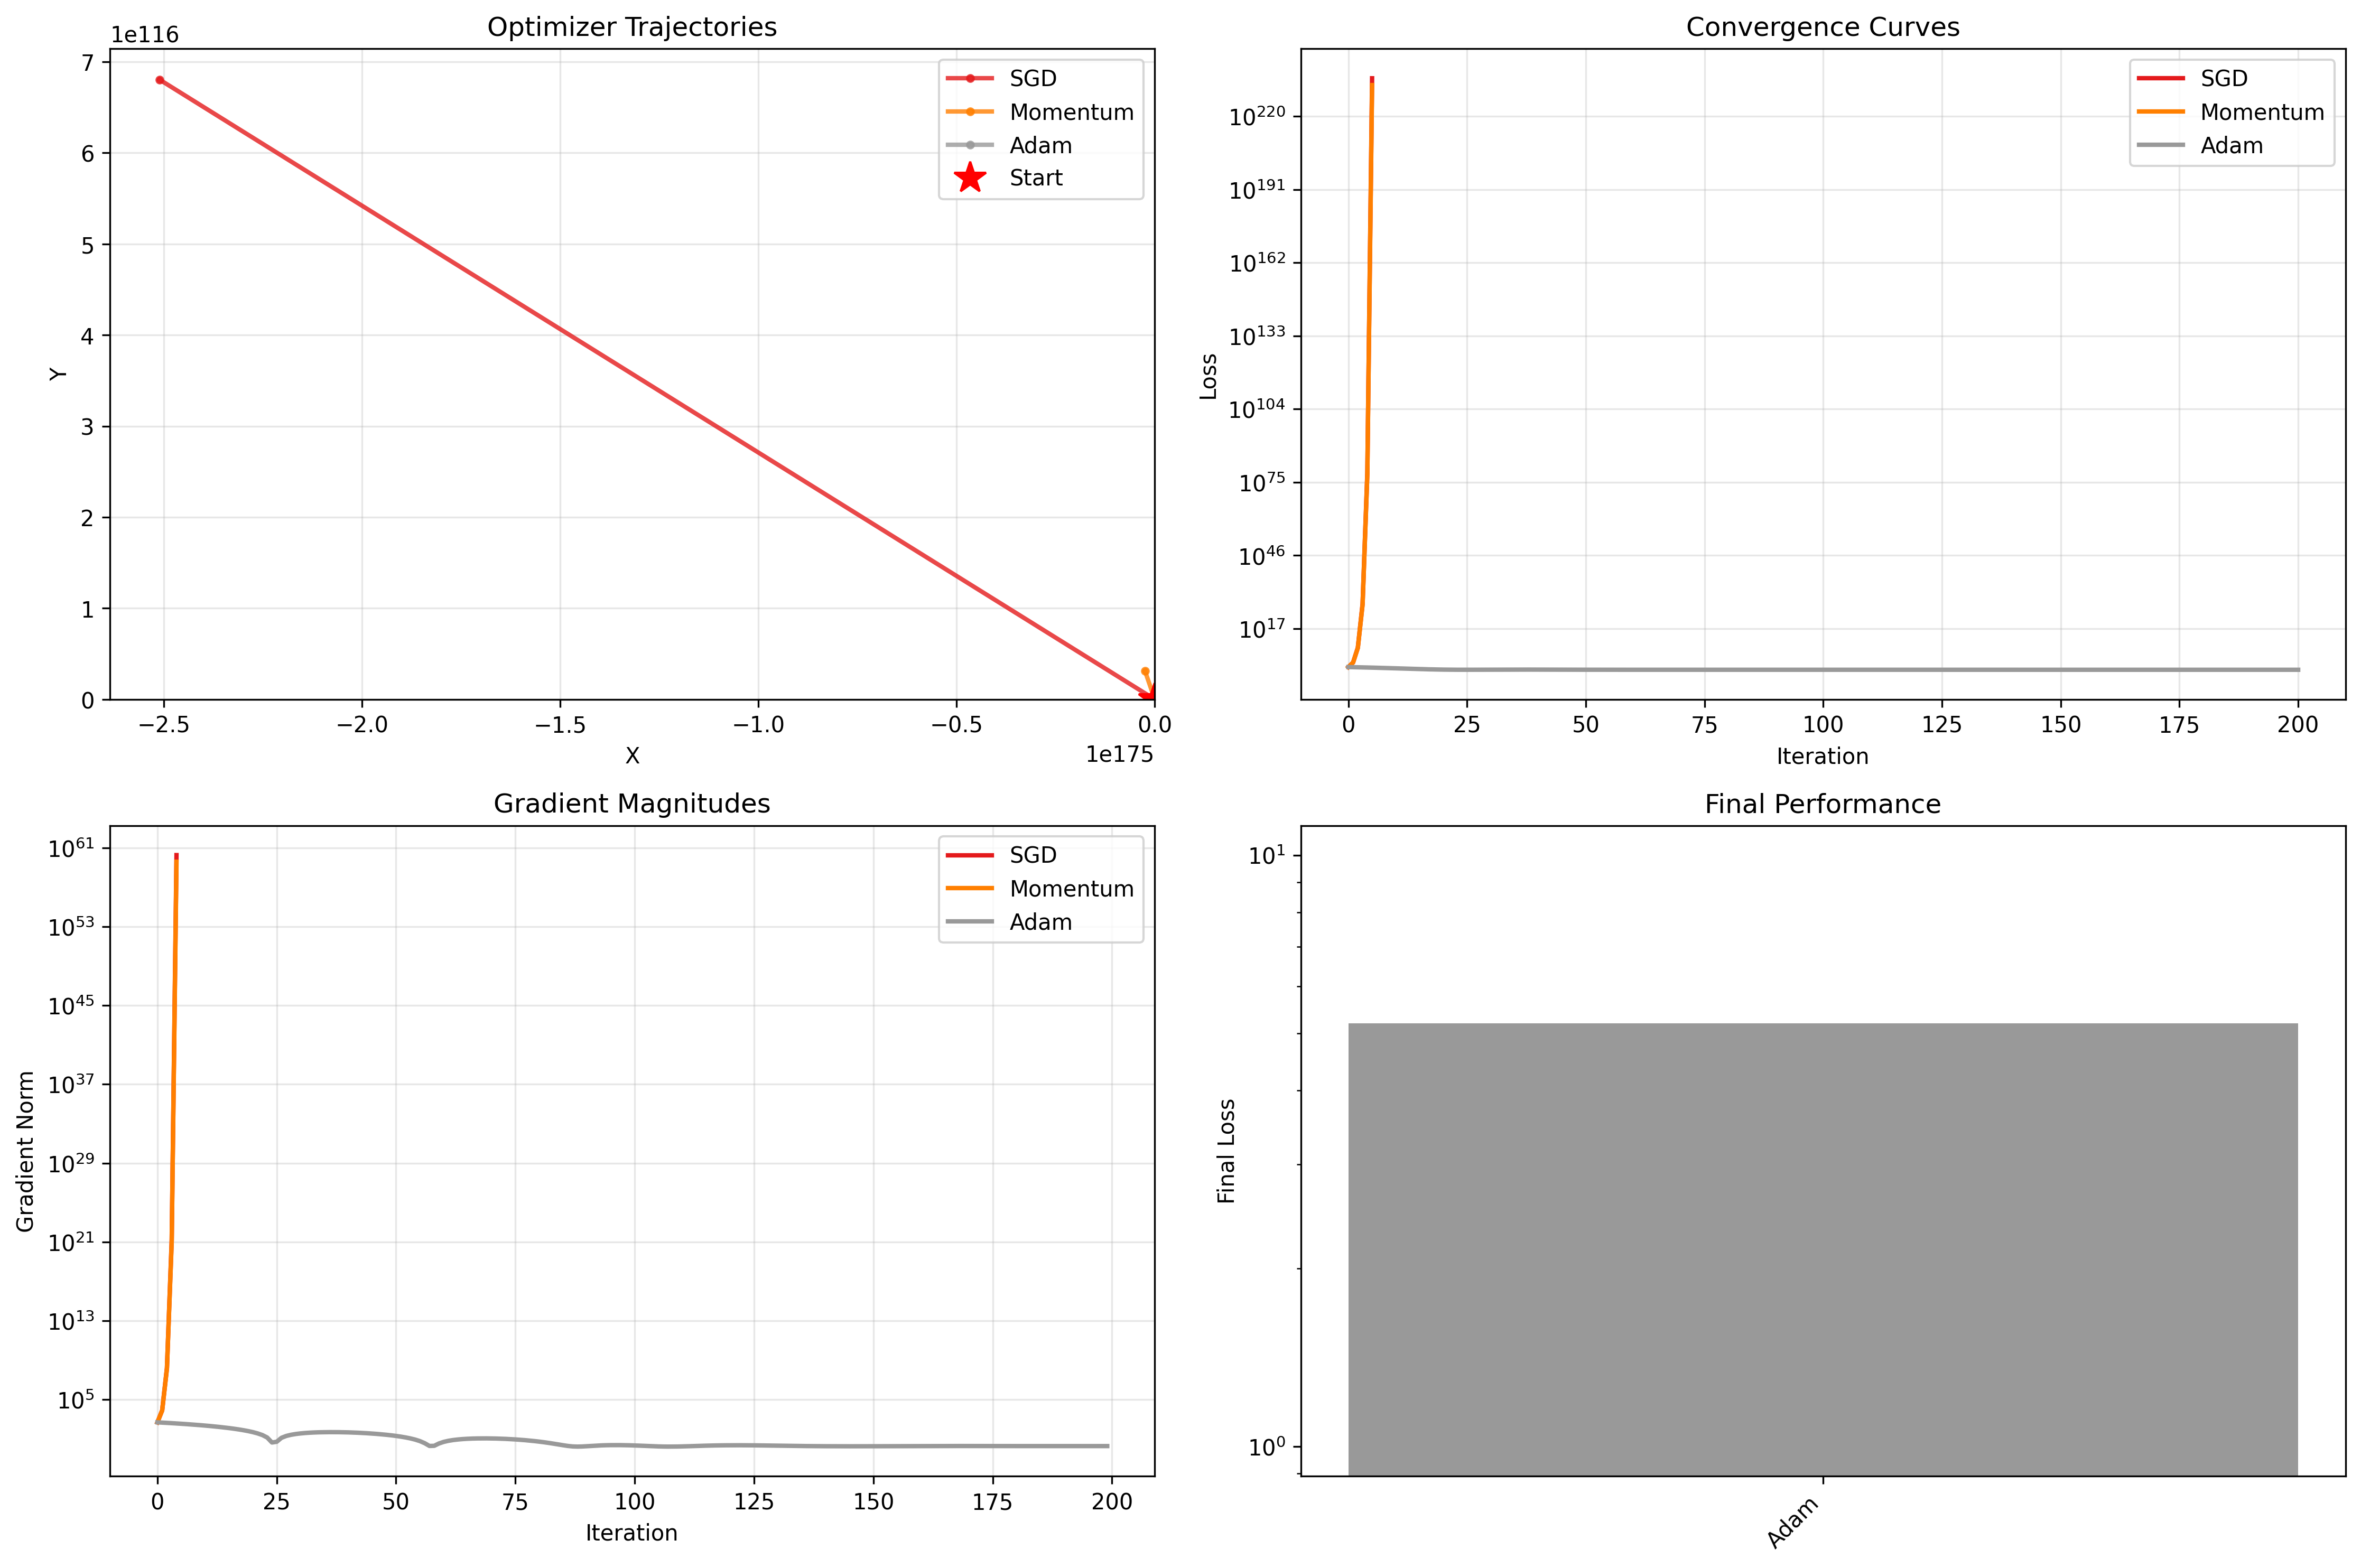 Optimizer Trajectories
1e116
7
6
5
4
3
2
1
0
Y
−2.5 −2.0 −1.5 −1.0 −0.5 0.0
1e175
X
SGD
Momentum
Adam
Start
Convergence Curves
10^220
10^191
10^162
10^133
10^104
10^75
10^46
10^17
Loss
0 25 50 75 100 125 150 175 200
Iteration
SGD
Momentum
Adam
Gradient Magnitudes
10^61
10^53
10^45
10^37
10^29
10^21
10^13
10^5
Gradient Norm
0 25 50 75 100 125 150 175 200
Iteration
SGD
Momentum
Adam
Final Performance
10^1
10^0
Final Loss
Adam